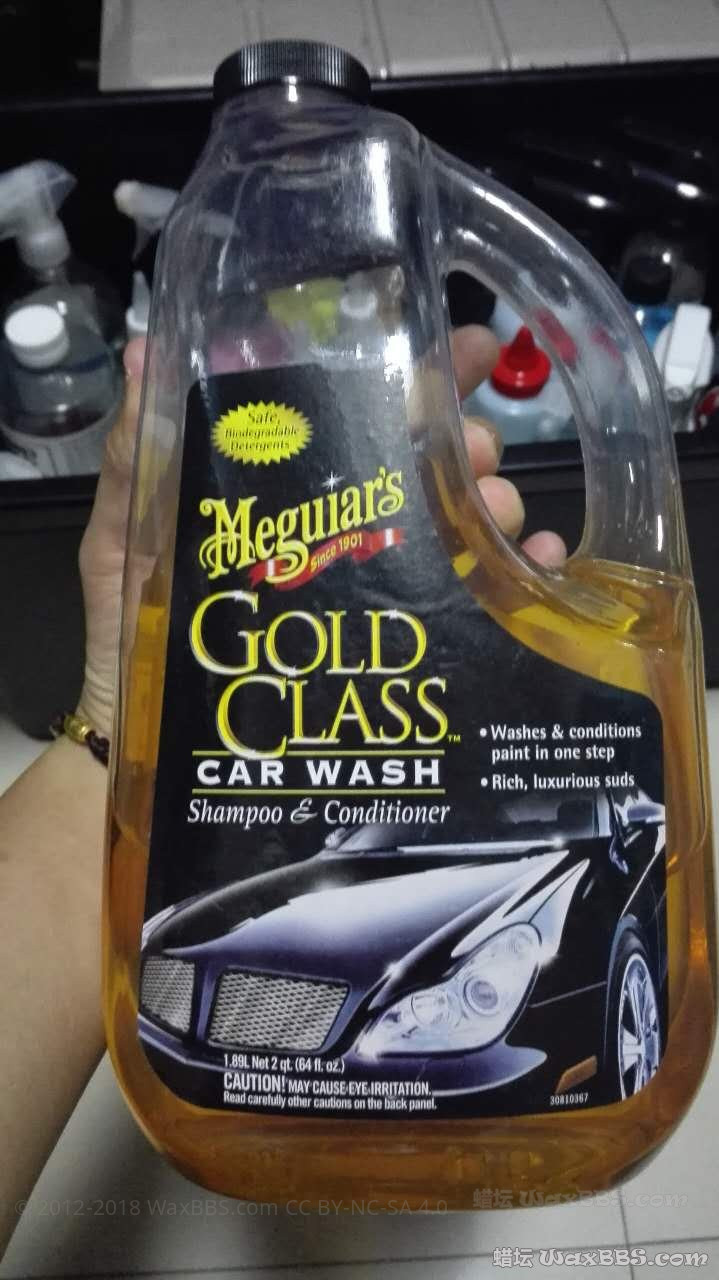 Safe,
Biodegradable
Detergents
Meguiar's
Since 1901
GOLD
CLASS™
CAR WASH
Shampoo & Conditioner
• Washes & conditions
paint in one step
• Rich, luxurious suds
1.89L Net 2 qt. (64 fl. oz.)
CAUTION! MAY CAUSE EYE IRRITATION.
Read carefully other cautions on the back panel.
30810367
© 2012-2018 WaxBBS.com CC BY-NC-SA 4.0
蜡坛 WaxBBS.com
蜡坛 WaxBBS.com